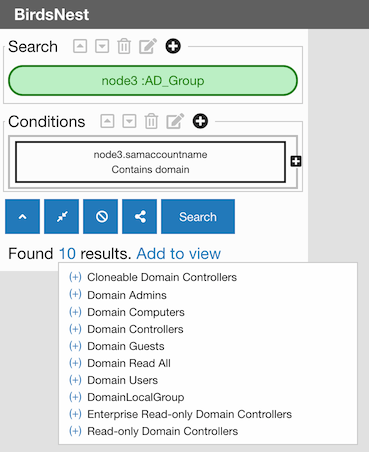 BirdsNest
Search
node3 :AD_Group
Conditions
node3.samaccountname
Contains domain
Search
Found 10 results. Add to view
(+) Cloneable Domain Controllers
(+) Domain Admins
(+) Domain Computers
(+) Domain Controllers
(+) Domain Guests
(+) Domain Read All
(+) Domain Users
(+) DomainLocalGroup
(+) Enterprise Read-only Domain Controllers
(+) Read-only Domain Controllers